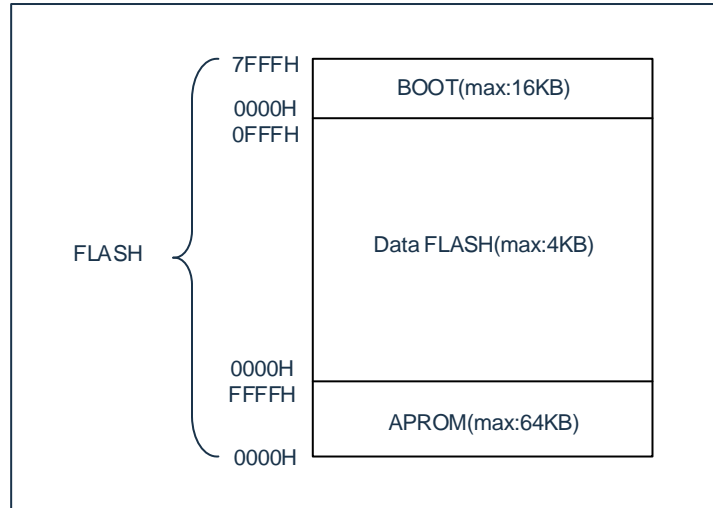 7FFFH
BOOT(max:16KB)
0000H
0FFFH
FLASH
Data FLASH(max:4KB)
0000H
FFFFH
APROM(max:64KB)
0000H